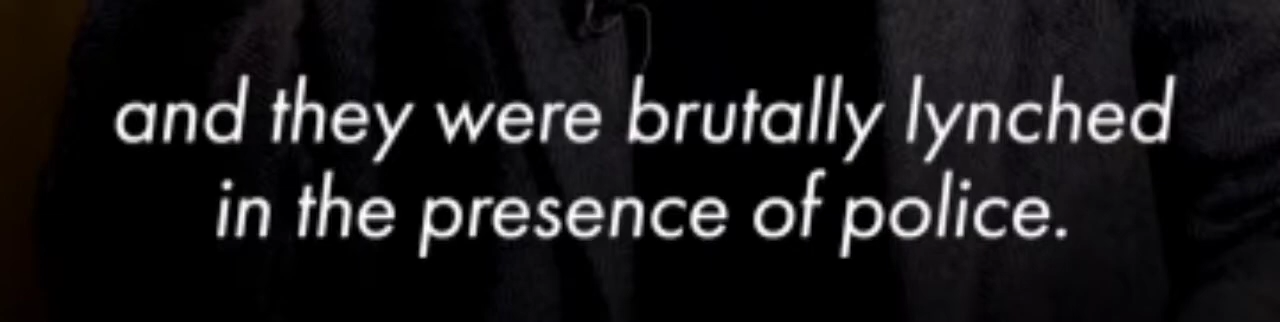 and they were brutally lynched
in the presence of police.